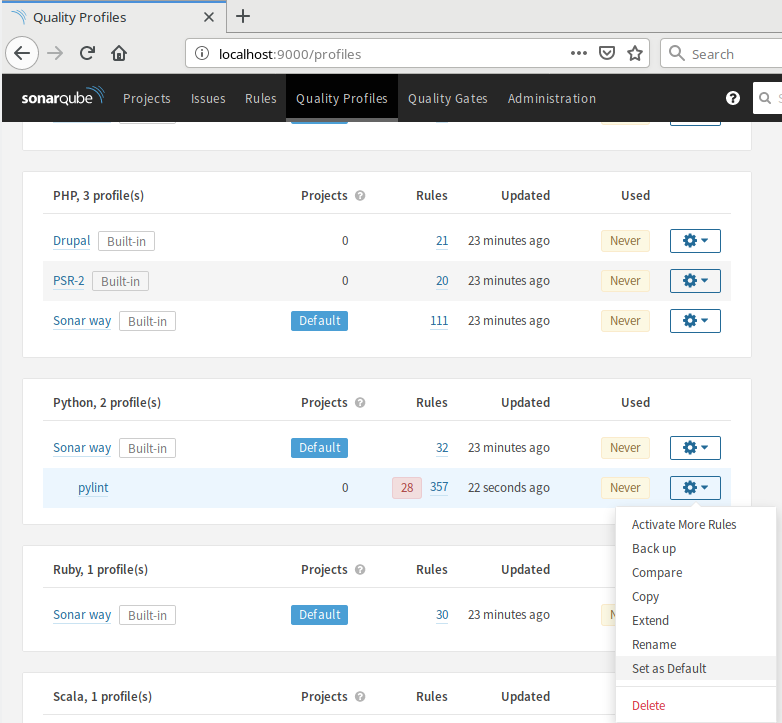 Quality Profiles
localhost:9000/profiles
Search
sonarqube Projects Issues Rules Quality Profiles Quality Gates Administration
PHP, 3 profile(s) Projects Rules Updated Used
Drupal Built-in 0 21 23 minutes ago Never
PSR-2 Built-in 0 20 23 minutes ago Never
Sonar way Built-in Default 111 23 minutes ago Never
Python, 2 profile(s) Projects Rules Updated Used
Sonar way Built-in Default 32 23 minutes ago Never
pylint 0 28 357 22 seconds ago Never
Activate More Rules
Back up
Compare
Copy
Extend
Rename
Set as Default
Delete
Ruby, 1 profile(s) Projects Rules Updated
Sonar way Built-in Default 30 23 minutes ago
Scala, 1 profile(s) Projects Rules Updated